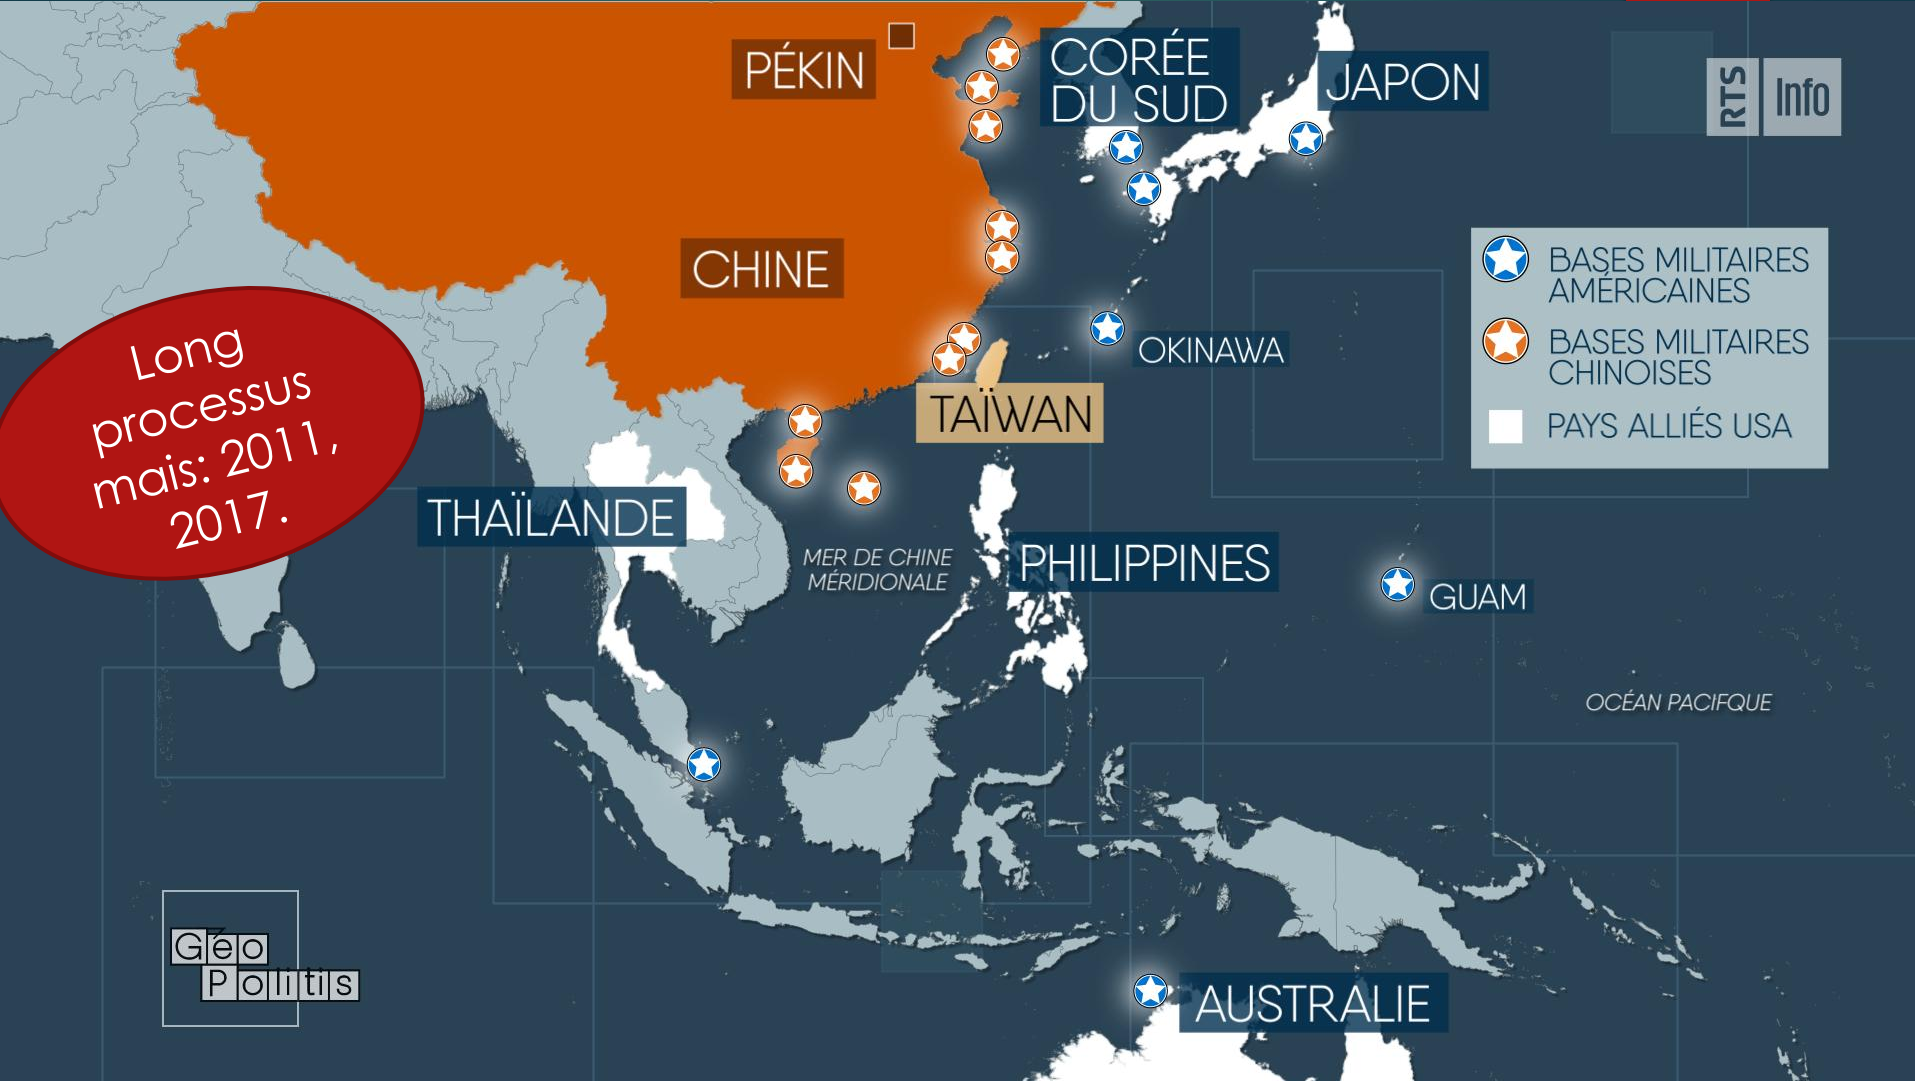 PÉKIN
CORÉE
DU SUD
JAPON
RTS
Info
CHINE
BASES MILITAIRES
AMÉRICAINES
BASES MILITAIRES
CHINOISES
PAYS ALLIÉS USA
Long
processus
mais: 2011,
2017.
OKINAWA
TAÏWAN
THAÏLANDE
MER DE CHINE
MÉRIDIONALE
PHILIPPINES
GUAM
OCÉAN PACIFQUE
Géo
Politis
AUSTRALIE